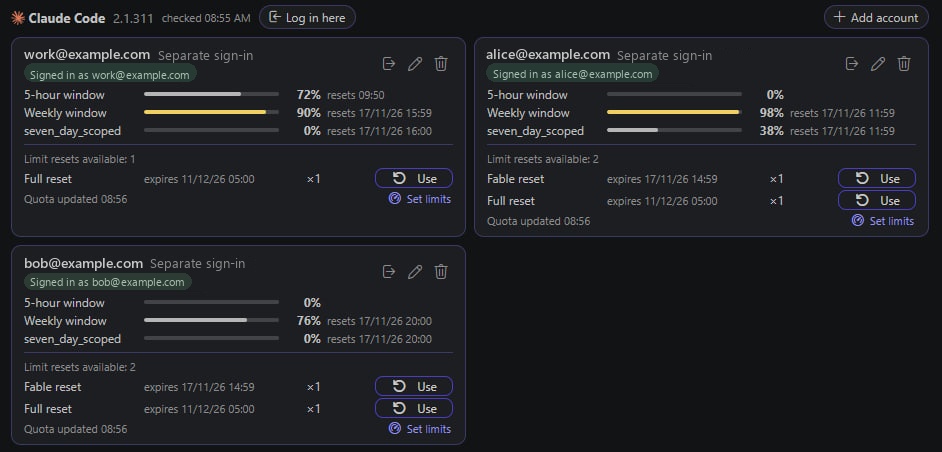 Claude Code 2.1.311 checked 08:55 AM Log in here Add account
work@example.com Separate sign-in
Signed in as work@example.com
5-hour window 72% resets 09:50
Weekly window 90% resets 17/11/26 15:59
seven_day_scoped 0% resets 17/11/26 16:00
Limit resets available: 1
Full reset expires 11/12/26 05:00 ×1 Use
Quota updated 08:56 Set limits
alice@example.com Separate sign-in
Signed in as alice@example.com
5-hour window 0%
Weekly window 98% resets 17/11/26 11:59
seven_day_scoped 38% resets 17/11/26 11:59
Limit resets available: 2
Fable reset expires 17/11/26 14:59 ×1 Use
Full reset expires 11/12/26 05:00 ×1 Use
Quota updated 08:56 Set limits
bob@example.com Separate sign-in
Signed in as bob@example.com
5-hour window 0%
Weekly window 76% resets 17/11/26 20:00
seven_day_scoped 0% resets 17/11/26 20:00
Limit resets available: 2
Fable reset expires 17/11/26 14:59 ×1 Use
Full reset expires 11/12/26 05:00 ×1 Use
Quota updated 08:56 Set limits